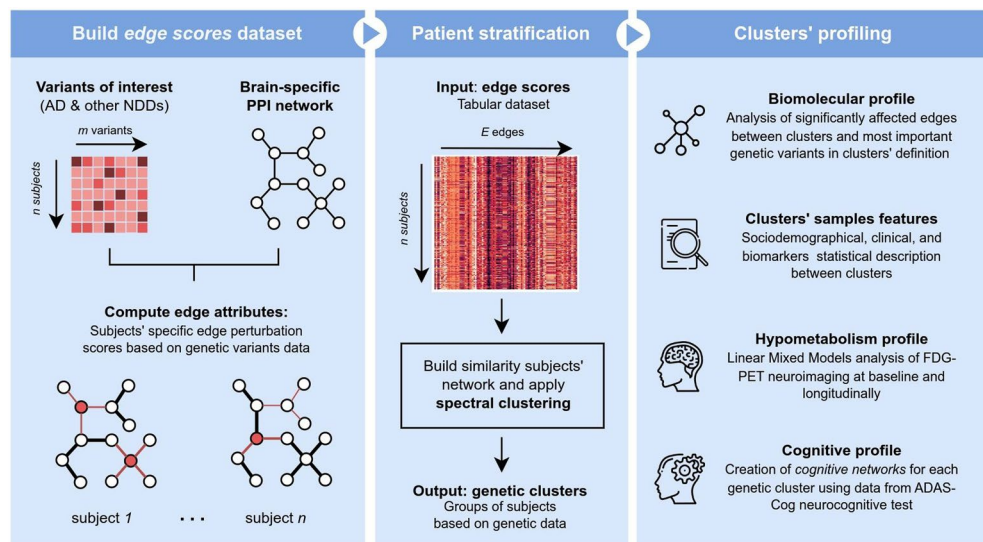 Build edge scores dataset
Variants of interest
(AD & other NDDs)
m variants
n subjects
Brain-specific
PPI network
Compute edge attributes:
Subjects' specific edge perturbation
scores based on genetic variants data
subject 1
. . .
subject n
Patient stratification
Input: edge scores
Tabular dataset
E edges
n subjects
Build similarity subjects'
network and apply
spectral clustering
Output: genetic clusters
Groups of subjects
based on genetic data
Clusters' profiling
Biomolecular profile
Analysis of significantly affected edges
between clusters and most important
genetic variants in clusters' definition
Clusters' samples features
Sociodemographical, clinical, and
biomarkers statistical description
between clusters
Hypometabolism profile
Linear Mixed Models analysis of FDG-
PET neuroimaging at baseline and
longitudinally
Cognitive profile
Creation of cognitive networks for each
genetic cluster using data from ADAS-
Cog neurocognitive test